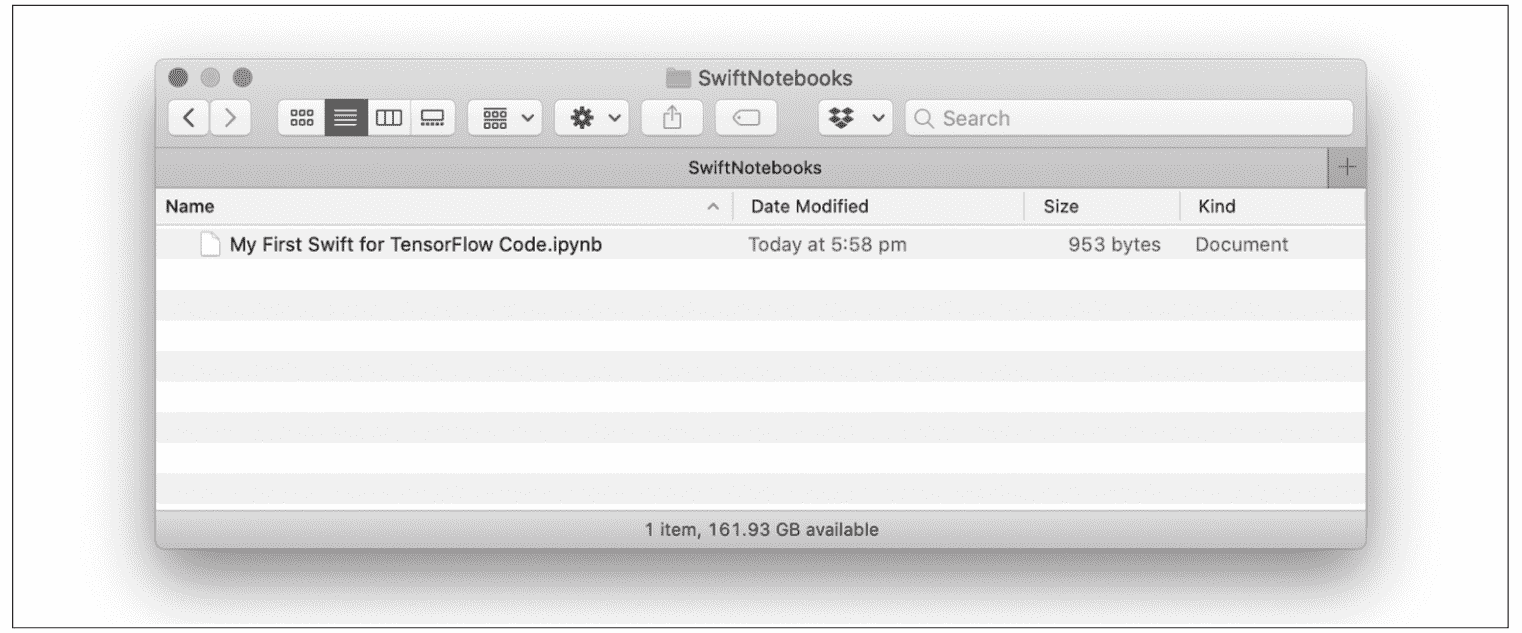 SwiftNotebooks
Search
SwiftNotebooks
Name Date Modified Size Kind
My First Swift for TensorFlow Code.ipynb Today at 5:58 pm 953 bytes Document
1 item, 161.93 GB available